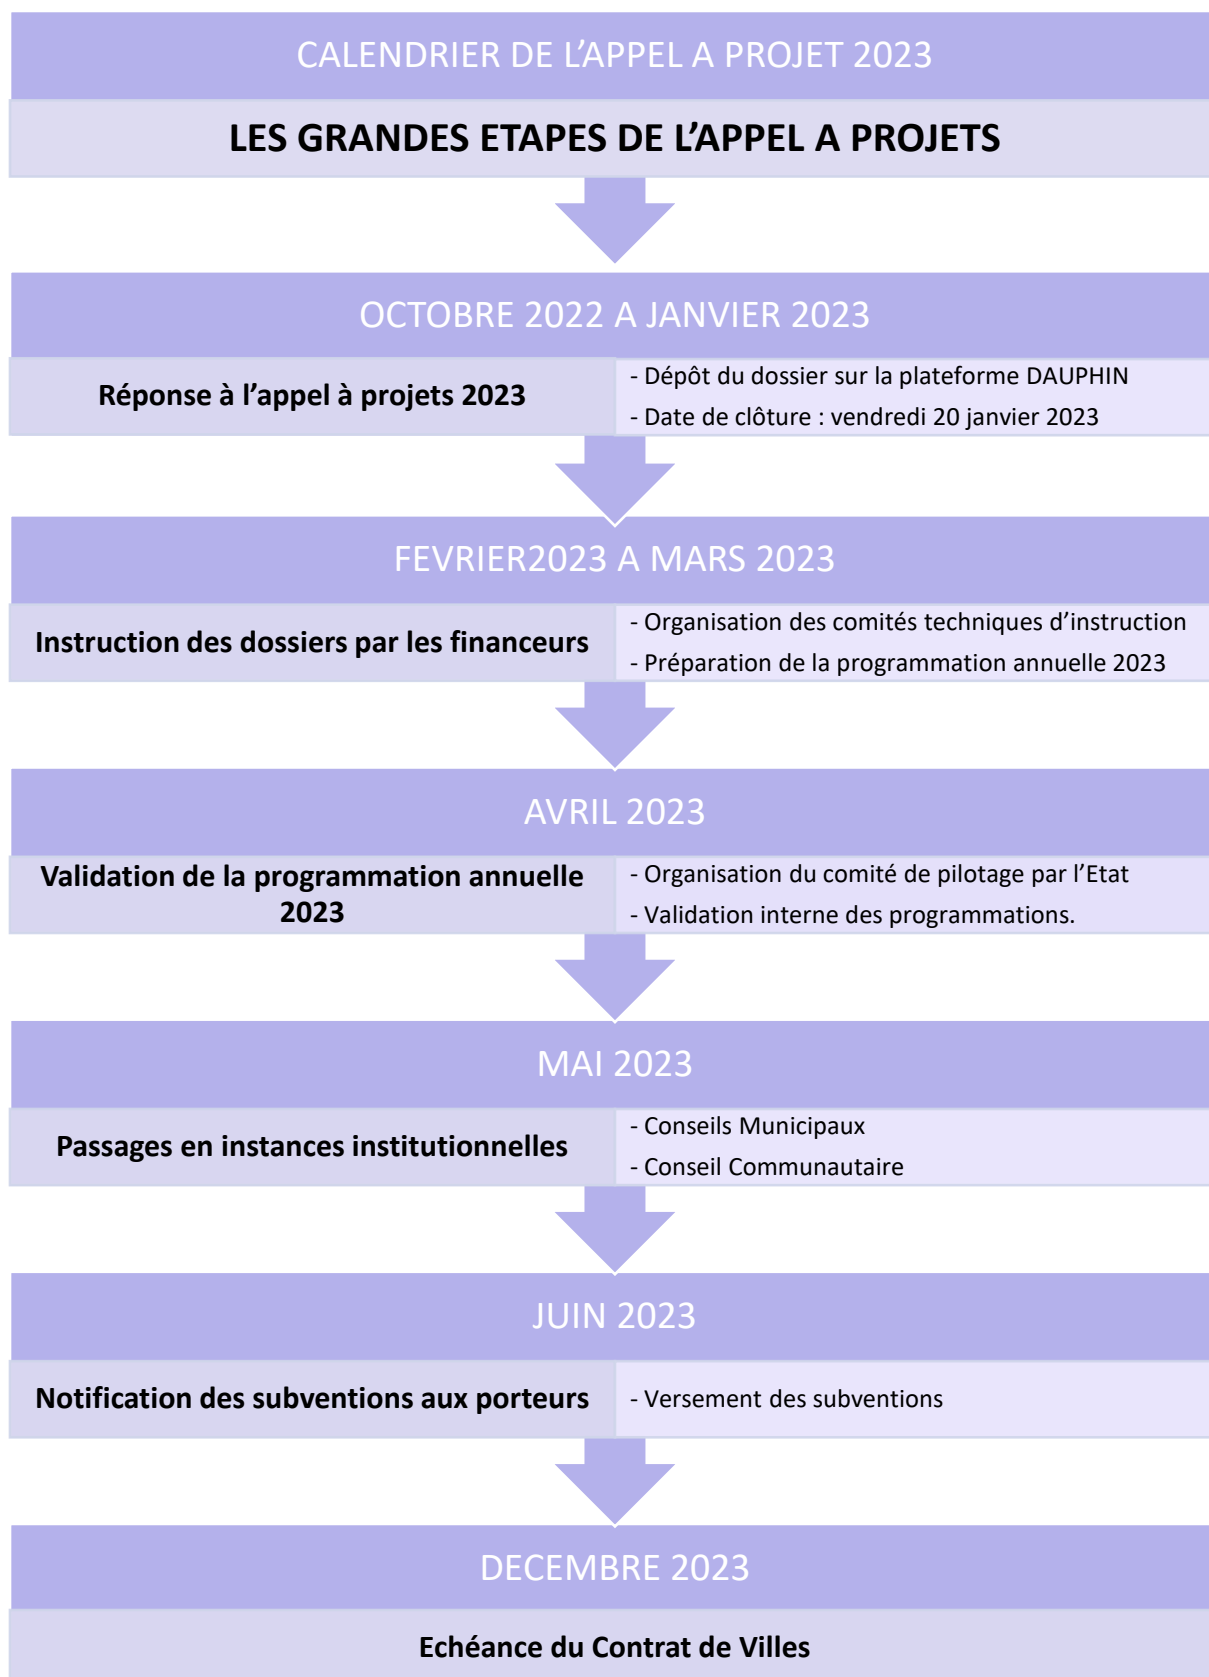 CALENDRIER DE L’APPEL A PROJET 2023
LES GRANDES ETAPES DE L’APPEL A PROJETS
OCTOBRE 2022 A JANVIER 2023
Réponse à l’appel à projets 2023
- Dépôt du dossier sur la plateforme DAUPHIN
- Date de clôture : vendredi 20 janvier 2023
FEVRIER2023 A MARS 2023
Instruction des dossiers par les financeurs
- Organisation des comités techniques d’instruction
- Préparation de la programmation annuelle 2023
AVRIL 2023
Validation de la programmation annuelle
2023
- Organisation du comité de pilotage par l’Etat
- Validation interne des programmations.
MAI 2023
Passages en instances institutionnelles
- Conseils Municipaux
- Conseil Communautaire
JUIN 2023
Notification des subventions aux porteurs
- Versement des subventions
DECEMBRE 2023
Echéance du Contrat de Villes